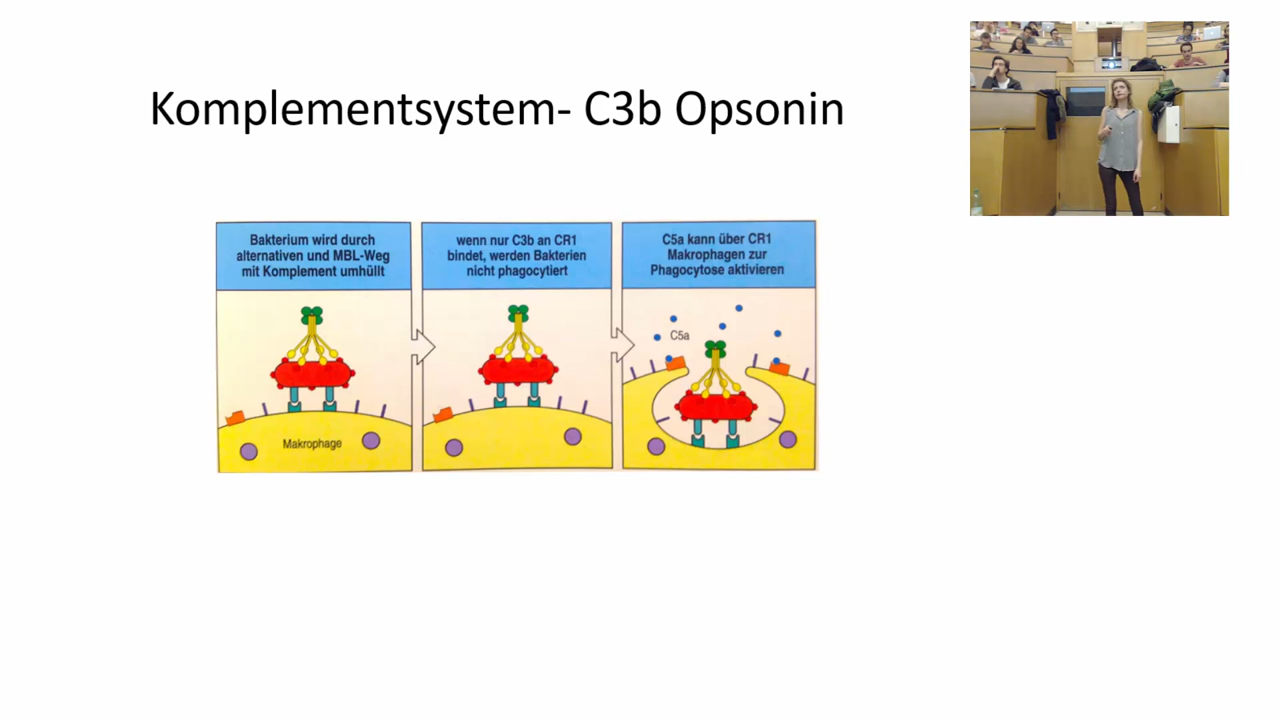 Komplementsystem- C3b Opsonin
Bakterium wird durch
alternativen und MBL-Weg
mit Komplement umhüllt
wenn nur C3b an CR1
bindet, werden Bakterien
nicht phagocytiert
C5a kann über CR1
Makrophagen zur
Phagocytose aktivieren
C5a
Makrophage